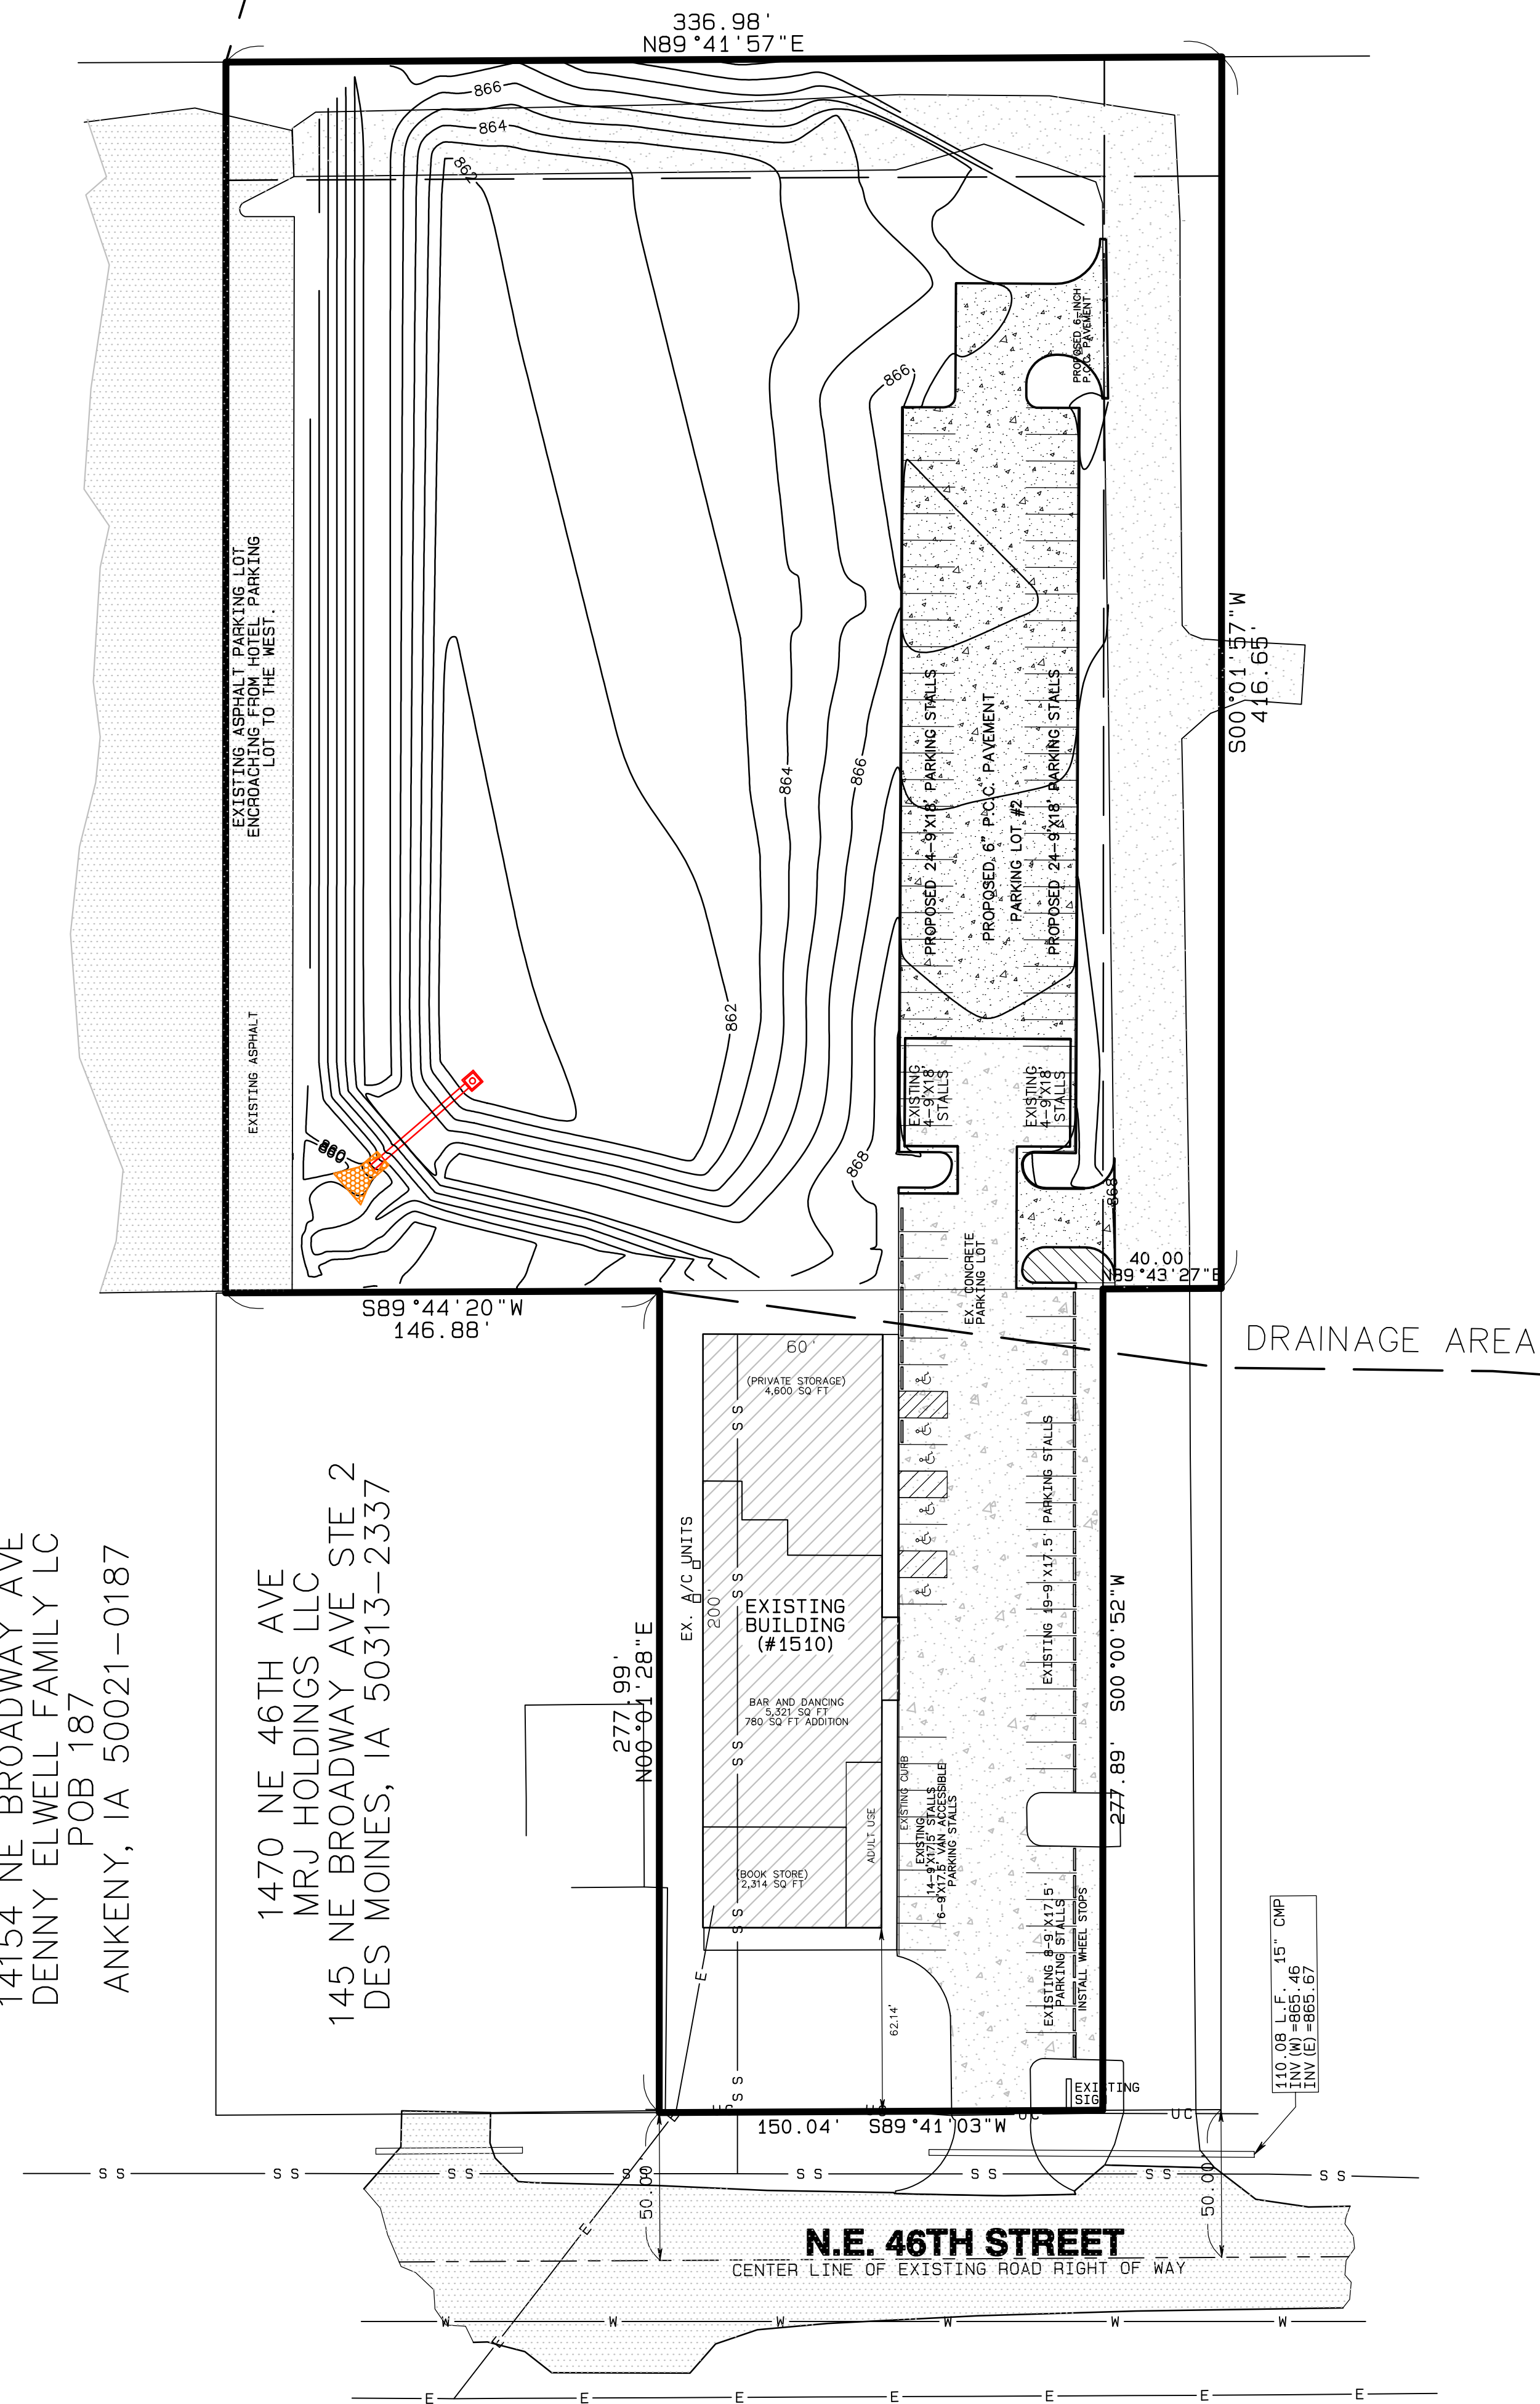 336.98'
N89°41'57"E
866
864
862
PROPOSED 6-INCH
P.C.C. PAVEMENT
866
EXISTING ASPHALT PARKING LOT
ENCROACHING FROM HOTEL PARKING
LOT TO THE WEST.
S00°01'57"W
416.65'
864
866
PROPOSED 24-9'X18' PARKING STALLS
PROPOSED 6" P.C.C. PAVEMENT
PARKING LOT #2
PROPOSED 24-9'X18' PARKING STALLS
862
EXISTING ASPHALT
EXISTING
4-9'X18'
STALLS
EXISTING
4-9'X18'
STALLS
860
868
868
EX. CONCRETE
PARKING LOT
40.00'
N89°43'27"E
S89°44'20"W
146.88'
DRAINAGE AREA
60'
(PRIVATE STORAGE)
4,600 SQ FT
S S
S S
14154 NE BROADWAY AVE
DENNY ELWELL FAMILY LC
POB 187
ANKENY, IA 50021-0187
1470 NE 46TH AVE
MRJ HOLDINGS LLC
145 NE BROADWAY AVE STE 2
DES MOINES, IA 50313-2337
EX. A/C UNITS
200'
EXISTING
BUILDING
(#1510)
277.99'
N00°01'28"E
BAR AND DANCING
5,321 SQ FT
780 SQ FT ADDITION
S S
EXISTING 19-9'X17.5' PARKING STALLS
277.89' S00°00'52"W
ADULT USE
EXISTING CURB
EXISTING
14-9'X17.5' STALLS
6-9'X17.5' VAN ACCESSIBLE
PARKING STALLS
(BOOK STORE)
2,314 SQ FT
S S
E
62.14'
EXISTING 8-9'X17.5'
PARKING STALLS
INSTALL WHEEL STOPS
110.08 L.F. 15" CMP
INV(W)=865.46
INV(E)=865.67
S S
EXISTING
SIGN
UC UC UC UC
150.04' S89°41'03"W
S S S S S S S S S S S S S S S S
50.00'
50.00'
E
N.E. 46TH STREET
CENTER LINE OF EXISTING ROAD RIGHT OF WAY
W W W W W W
E
E E E E E E E